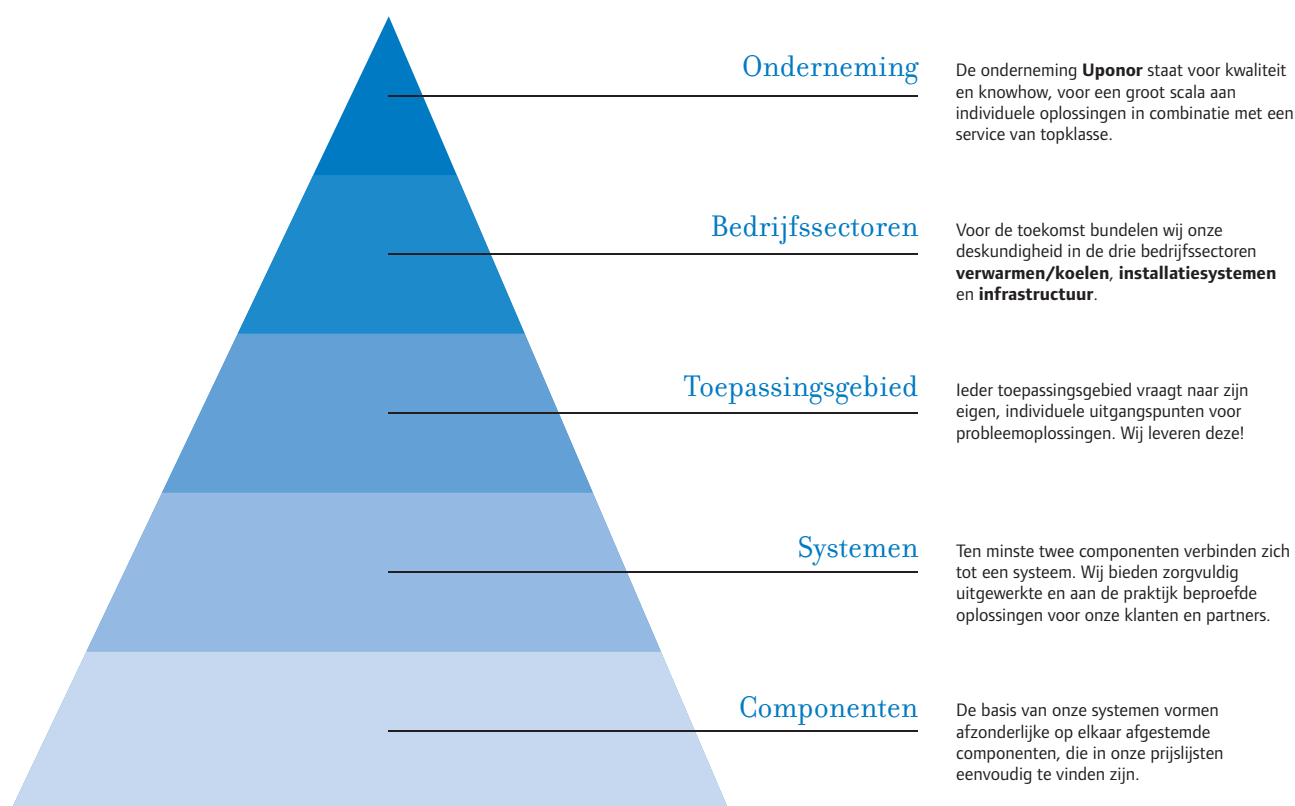 Onderneming
De onderneming Uponor staat voor kwaliteit
en knowhow, voor een groot scala aan
individuele oplossingen in combinatie met een
service van topklasse.
Bedrijfssectoren
Voor de toekomst bundelen wij onze
deskundigheid in de drie bedrijfssectoren
verwarmen/koelen, installatiesystemen
en infrastructuur.
Toepassingsgebied
Ieder toepassingsgebied vraagt naar zijn
eigen, individuele uitgangspunten voor
probleemoplossingen. Wij leveren deze!
Systemen
Ten minste twee componenten verbinden zich
tot een systeem. Wij bieden zorgvuldig
uitgewerkte en aan de praktijk beproefde
oplossingen voor onze klanten en partners.
Componenten
De basis van onze systemen vormen
afzonderlijke op elkaar afgestemde
componenten, die in onze prijslijsten
eenvoudig te vinden zijn.